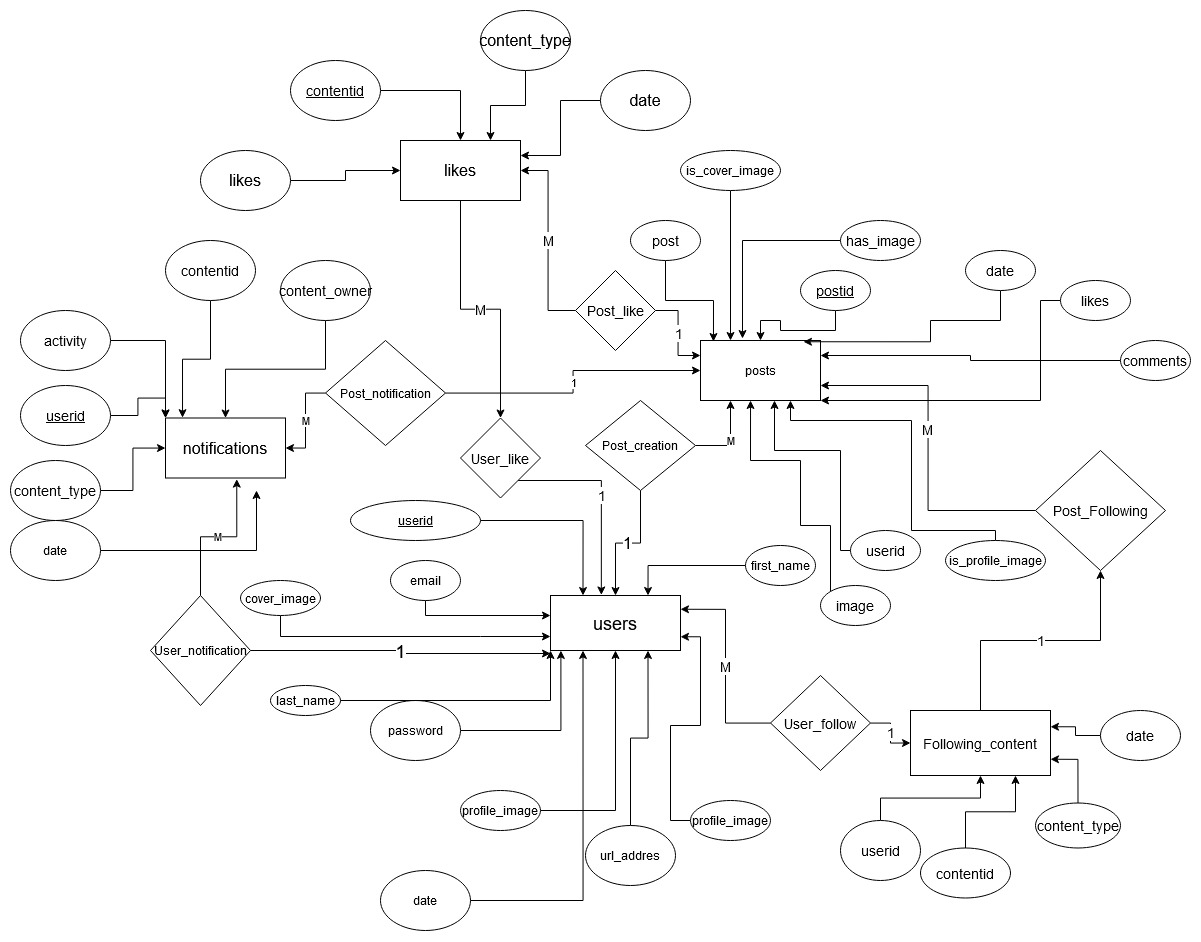 content_type
contentid
date
likes
likes
is_cover_image
post
has_image
M
contentid
content_owner
date
postid
likes
M
Post_like
1
activity
comments
posts
1
Post_notification
userid
M
M
Post_creation
M
notifications
User_like
content_type
1
Post_Following
userid
M
1
date
userid
is_profile_image
first_name
email
cover_image
image
users
User_notification
1
1
M
last_name
User_follow
password
1
date
Following_content
profile_image
profile_image
content_type
url_addres
userid
contentid
date